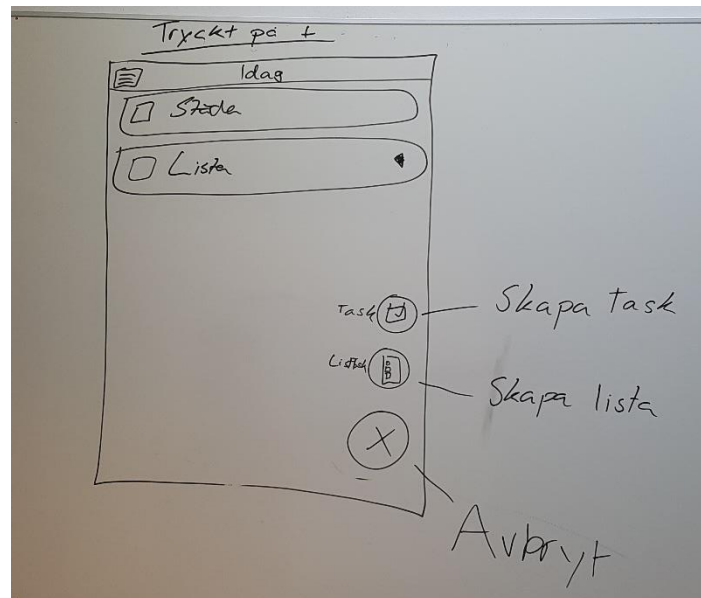 Tryckt på +
Idag
Städa
Lista
Task
Skapa Task
Skapa lista
X
Avbryt